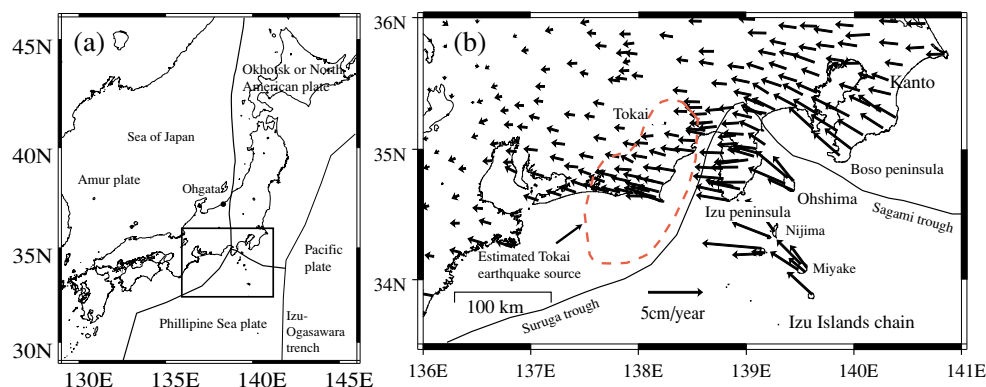 (a)
45N
40N
35N
30N
130E
135E
140E
145E
Okhotsk or North
American plate
Sea of Japan
Ohgata
Amur plate
Pacific
plate
Phillipine Sea plate
Izu-
Ogasawara
trench
(b)
36N
35N
34N
136E
137E
138E
139E
140E
141E
Kanto
Tokai
Boso peninsula
Ohshima
Sagami trough
Izu peninsula
Nijima
Miyake
Estimated Tokai
earthquake source
100 km
Suruga trough
5cm/year
Izu Islands chain